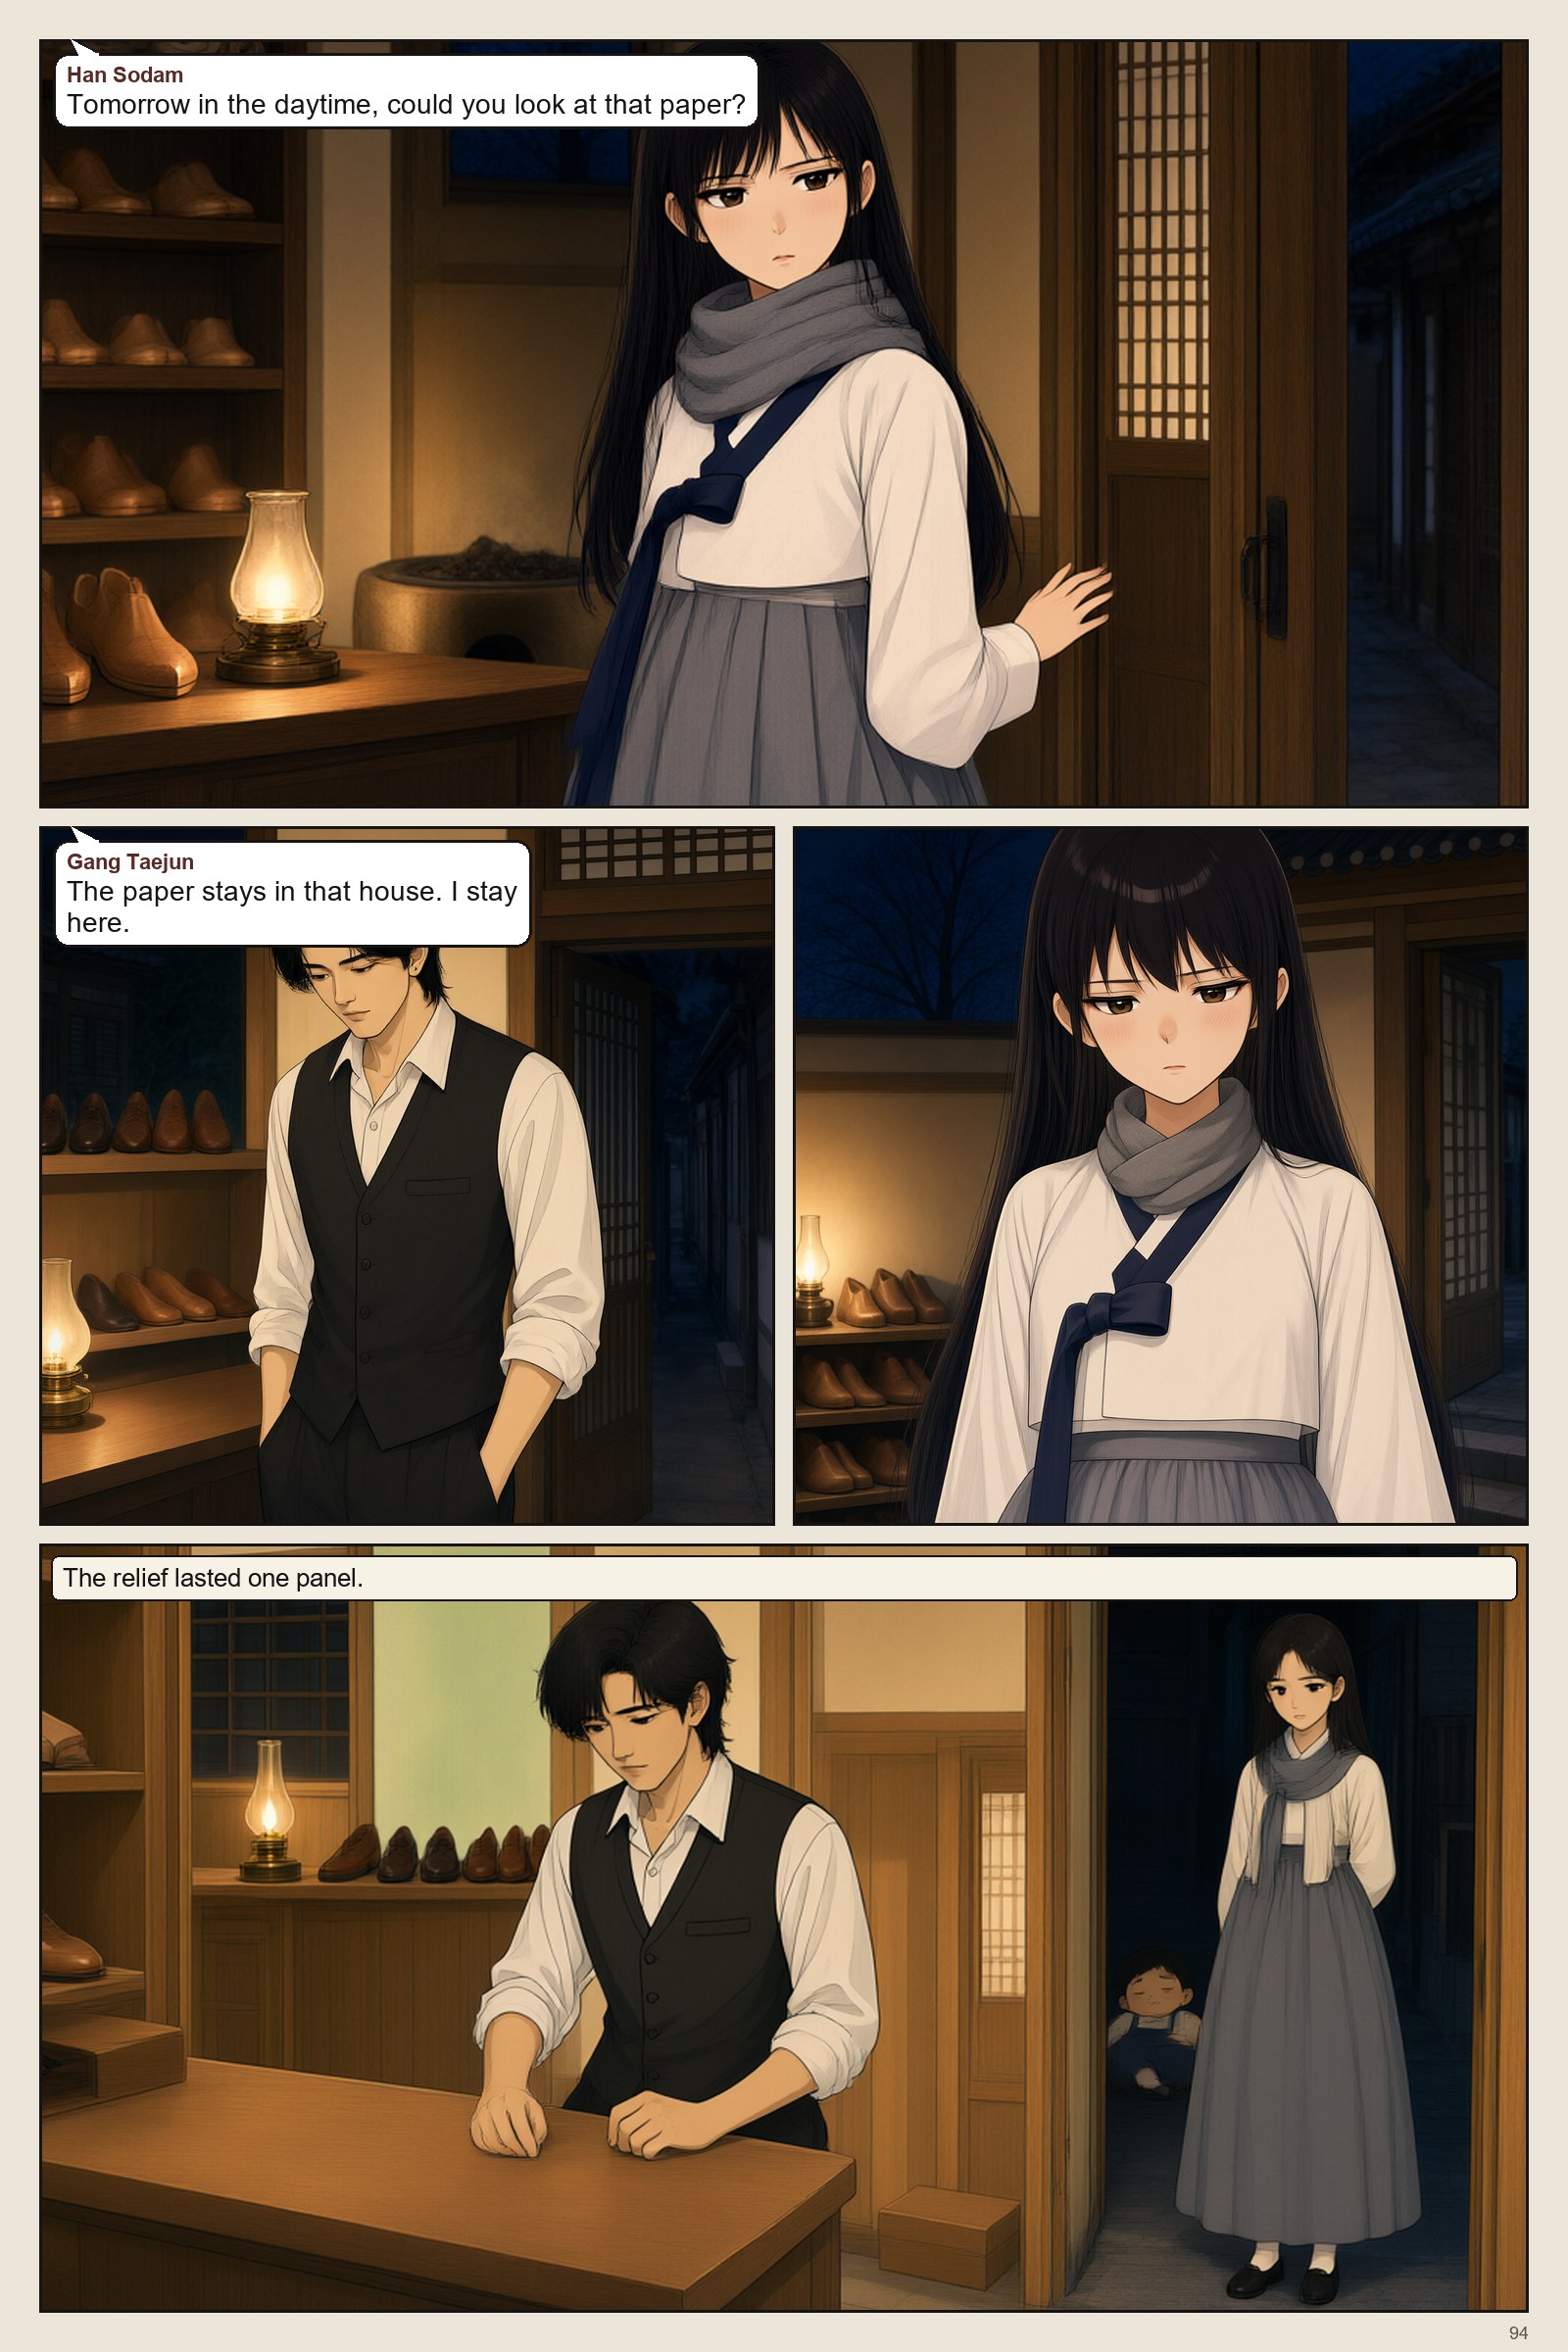 Han Sodam
Tomorrow in the daytime, could you look at that paper?
Gang Taejun
The paper stays in that house. I stay
here.
The relief lasted one panel.
94